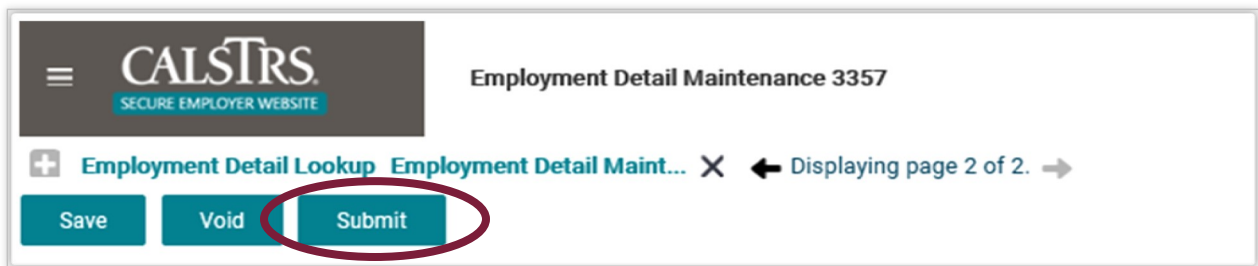 CALSTRS.
SECURE EMPLOYER WEBSITE
Employment Detail Maintenance 3357
Employment Detail Lookup Employment Detail Maint... Displaying page 2 of 2.
Save Void Submit